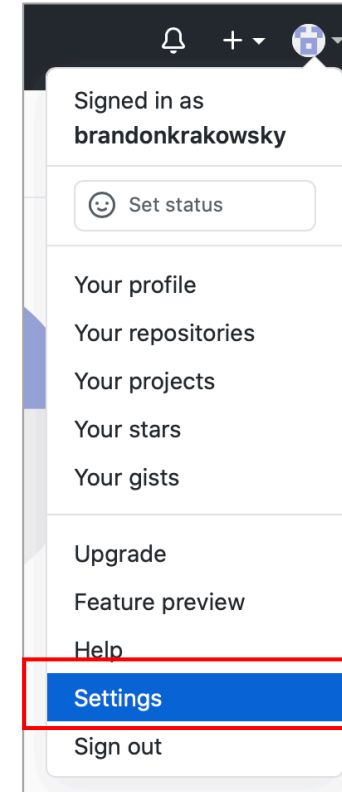 Signed in as
brandonkrakowsky
Set status
Your profile
Your repositories
Your projects
Your stars
Your gists
Upgrade
Feature preview
Help
Settings
Sign out